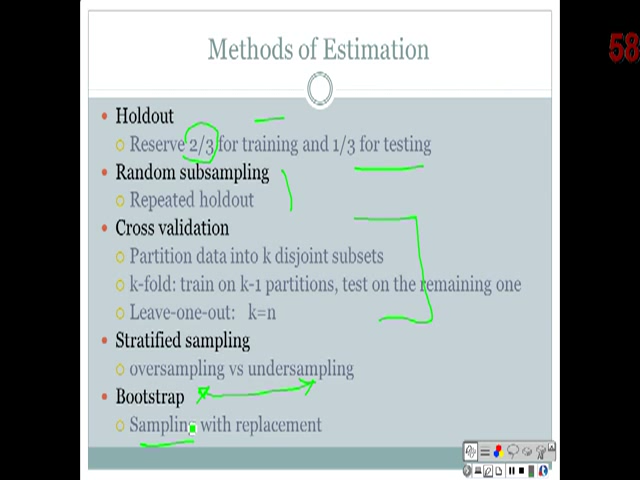 58
Methods of Estimation
Holdout
Reserve 2/3 for training and 1/3 for testing
Random subsampling
Repeated holdout
Cross validation
Partition data into k disjoint subsets
k-fold: train on k-1 partitions, test on the remaining one
Leave-one-out: k=n
Stratified sampling
oversampling vs undersampling
Bootstrap
Sampling with replacement